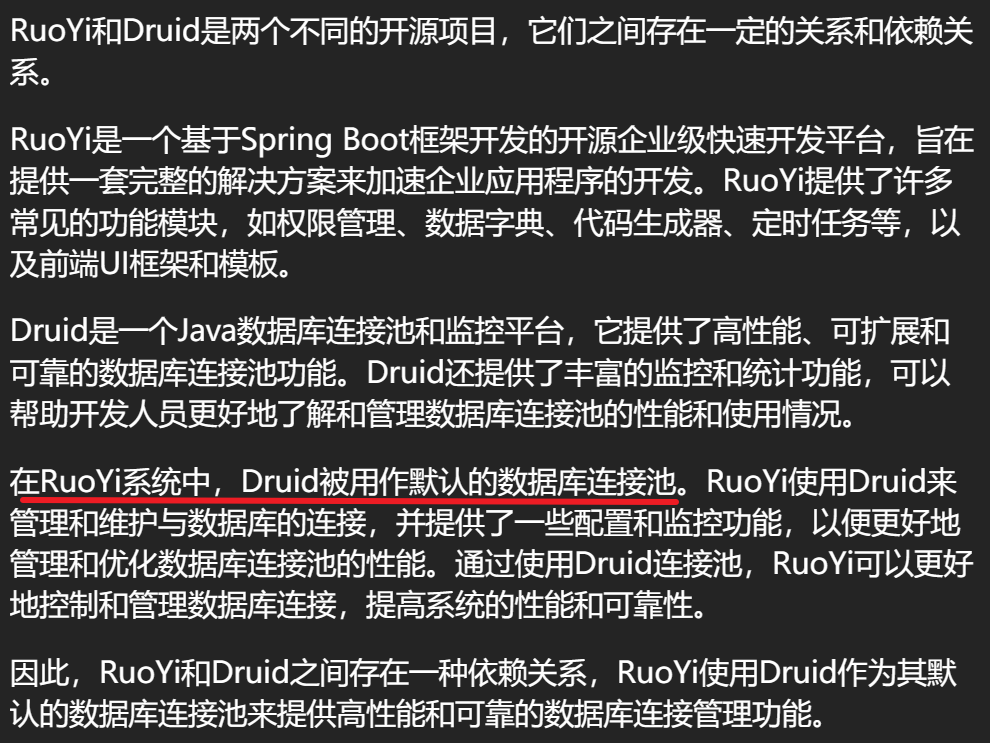 RuoYi和Druid是两个不同的开源项目，它们之间存在一定的关系和依赖关
系。
RuoYi是一个基于Spring Boot框架开发的开源企业级快速开发平台，旨在
提供一套完整的解决方案来加速企业应用程序的开发。RuoYi提供了许多
常见的功能模块，如权限管理、数据字典、代码生成器、定时任务等，以
及前端UI框架和模板。
Druid是一个Java数据库连接池和监控平台，它提供了高性能、可扩展和
可靠的数据库连接池功能。Druid还提供了丰富的监控和统计功能，可以
帮助开发人员更好地了解和管理数据库连接池的性能和使用情况。
在RuoYi系统中，Druid被用作默认的数据库连接池。RuoYi使用Druid来
管理和维护与数据库的连接，并提供了一些配置和监控功能，以便更好地
管理和优化数据库连接池的性能。通过使用Druid连接池，RuoYi可以更好
地控制和管理数据库连接，提高系统的性能和可靠性。
因此，RuoYi和Druid之间存在一种依赖关系，RuoYi使用Druid作为其默
认的数据库连接池来提供高性能和可靠的数据库连接管理功能。